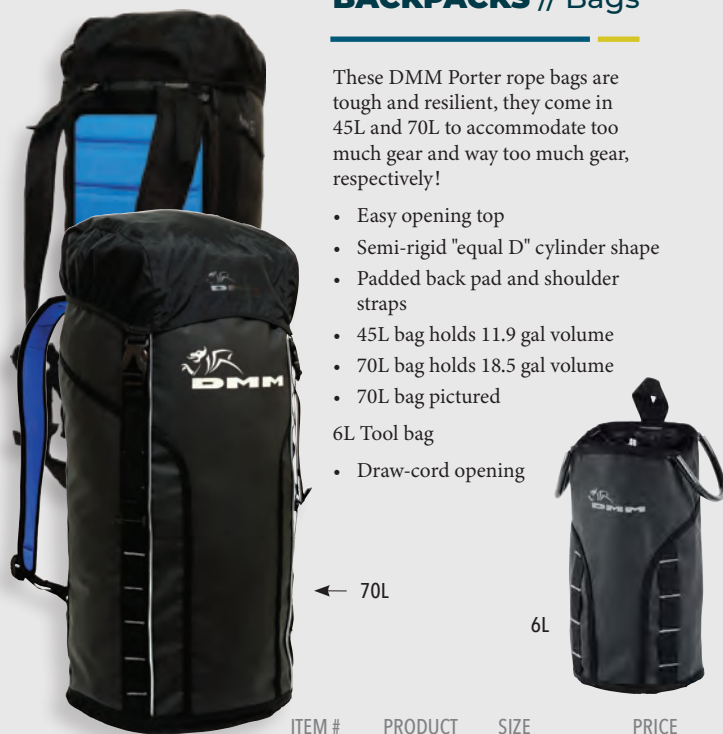 BACKPACKS // Bags
These DMM Porter rope bags are
tough and resilient, they come in
45L and 70L to accommodate too
much gear and way too much gear,
respectively!
• Easy opening top
• Semi-rigid "equal D" cylinder shape
• Padded back pad and shoulder
straps
• 45L bag holds 11.9 gal volume
• 70L bag holds 18.5 gal volume
• 70L bag pictured
6L Tool bag
• Draw-cord opening
DMM
DMM
DMM
70L
6L
ITEM # PRODUCT SIZE PRICE